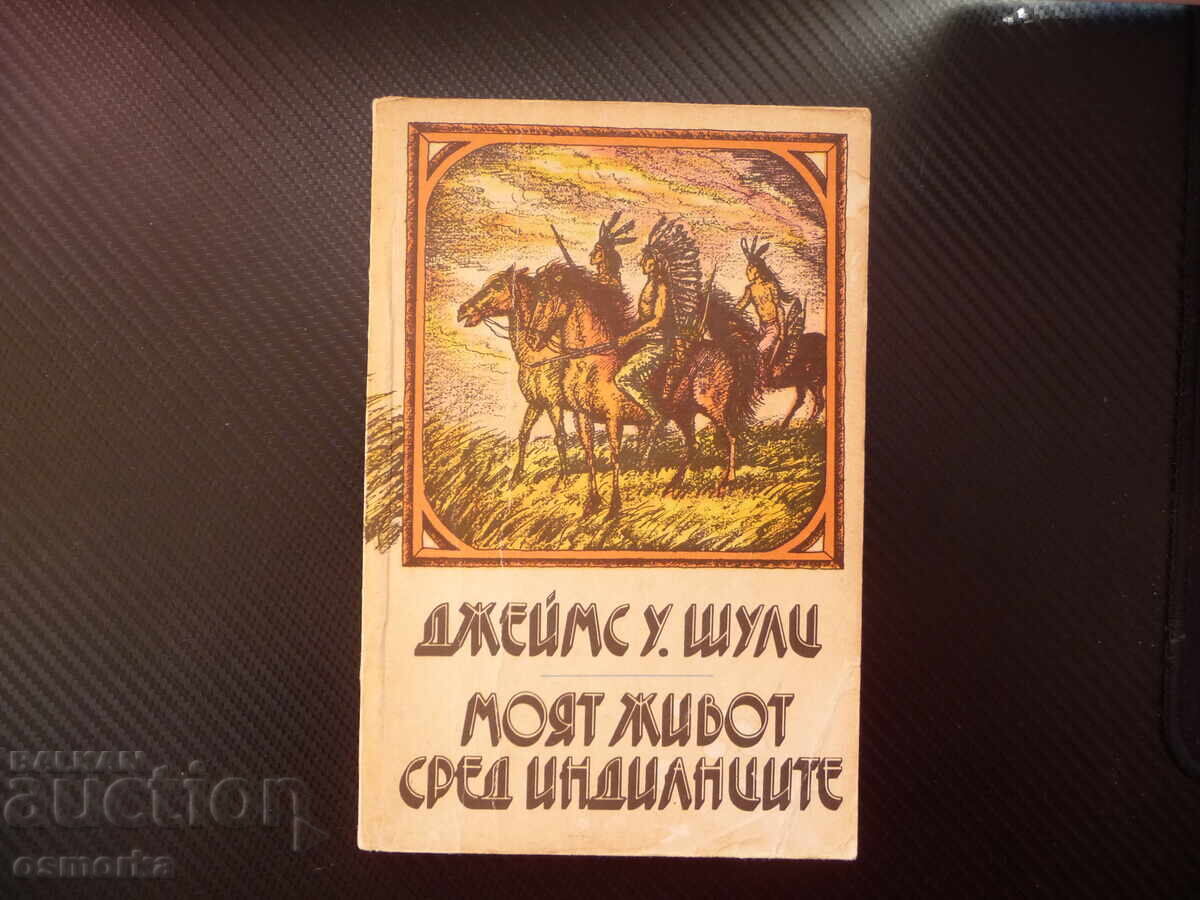 ДЖЕЙМС У. ШУЛЦ
МОЯТ ЖИВОТ
СРЕД ИНДИАНЦИТЕ
BALKAN
auction
osmorka